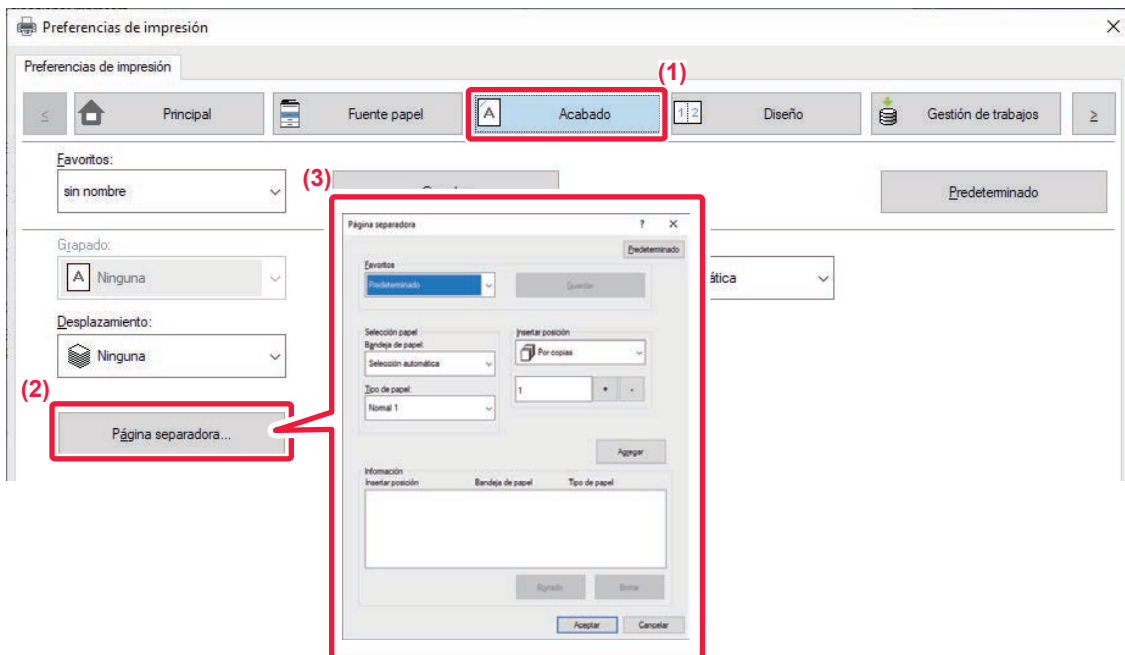 Preferencias de impresión
Preferencias de impresión
(1)
Principal
Fuente papel
A Acabado
1 2 Diseño
Gestión de trabajos
Favoritos:
sin nombre
(3)
Predeterminado
Página separadora ?
Predeterminado
Favoritos
Predeterminado
Guardar
Grapado:
A Ninguna
ática
Desplazamiento:
Ninguna
Selección papel
Bandeja de papel:
Selección automática
Tipo de papel:
Normal 1
Insertar posición
Por copias
1 + -
(2)
Página separadora...
Agregar
Información
Insertar posición Bandeja de papel Tipo de papel
Borrar
Aceptar Cancelar